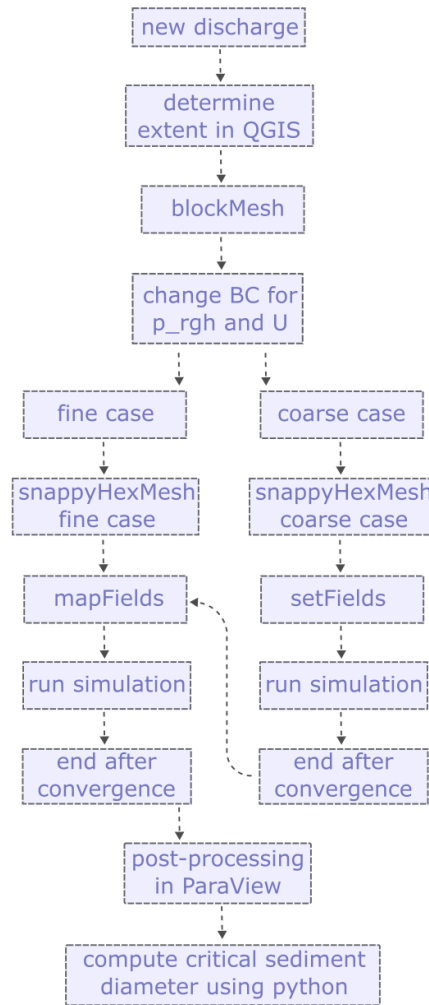 new discharge
determine
extent in QGIS
blockMesh
change BC for
p_rgh and U
fine case
coarse case
snappyHexMesh
fine case
snappyHexMesh
coarse case
mapFields
setFields
run simulation
run simulation
end after
convergence
end after
convergence
post-processing
in ParaView
compute critical sediment
diameter using python